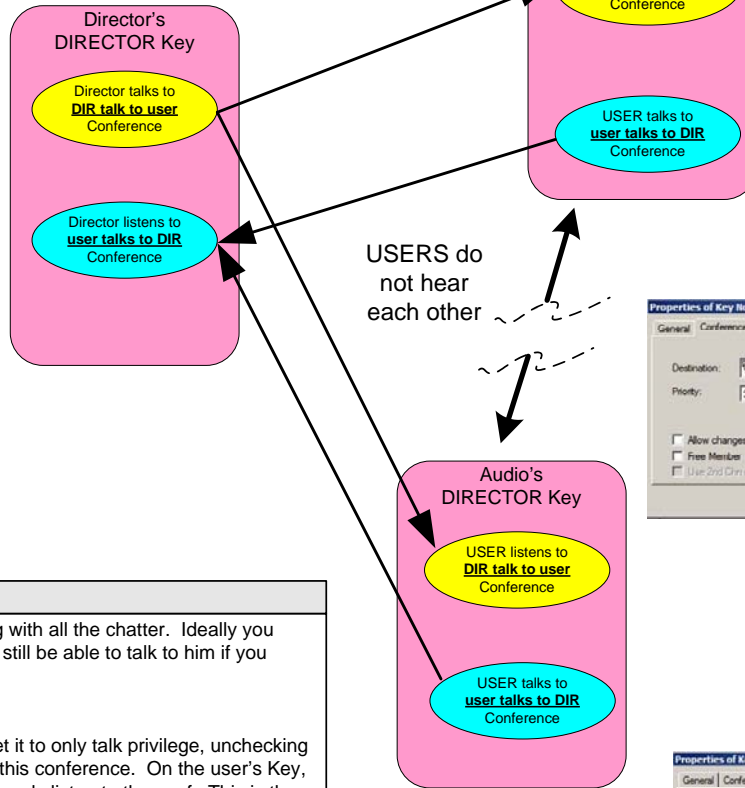 Conference
Director's
DIRECTOR Key
Director talks to
DIR talk to user
Conference
USER talks to
user talks to DIR
Conference
Director listens to
user talks to DIR
Conference
USERS do
not hear
each other
Properties of Key
General Conference
Destination:
Priority:
Allow changes
Free Member
Use 2nd
Audio's
DIRECTOR Key
USER listens to
DIR talk to user
Conference
USER talks to
user talks to DIR
Conference
g with all the chatter. Ideally you
still be able to talk to him if you
et it to only talk privilege, unchecking
this conference. On the user's Key,
Properties of
General